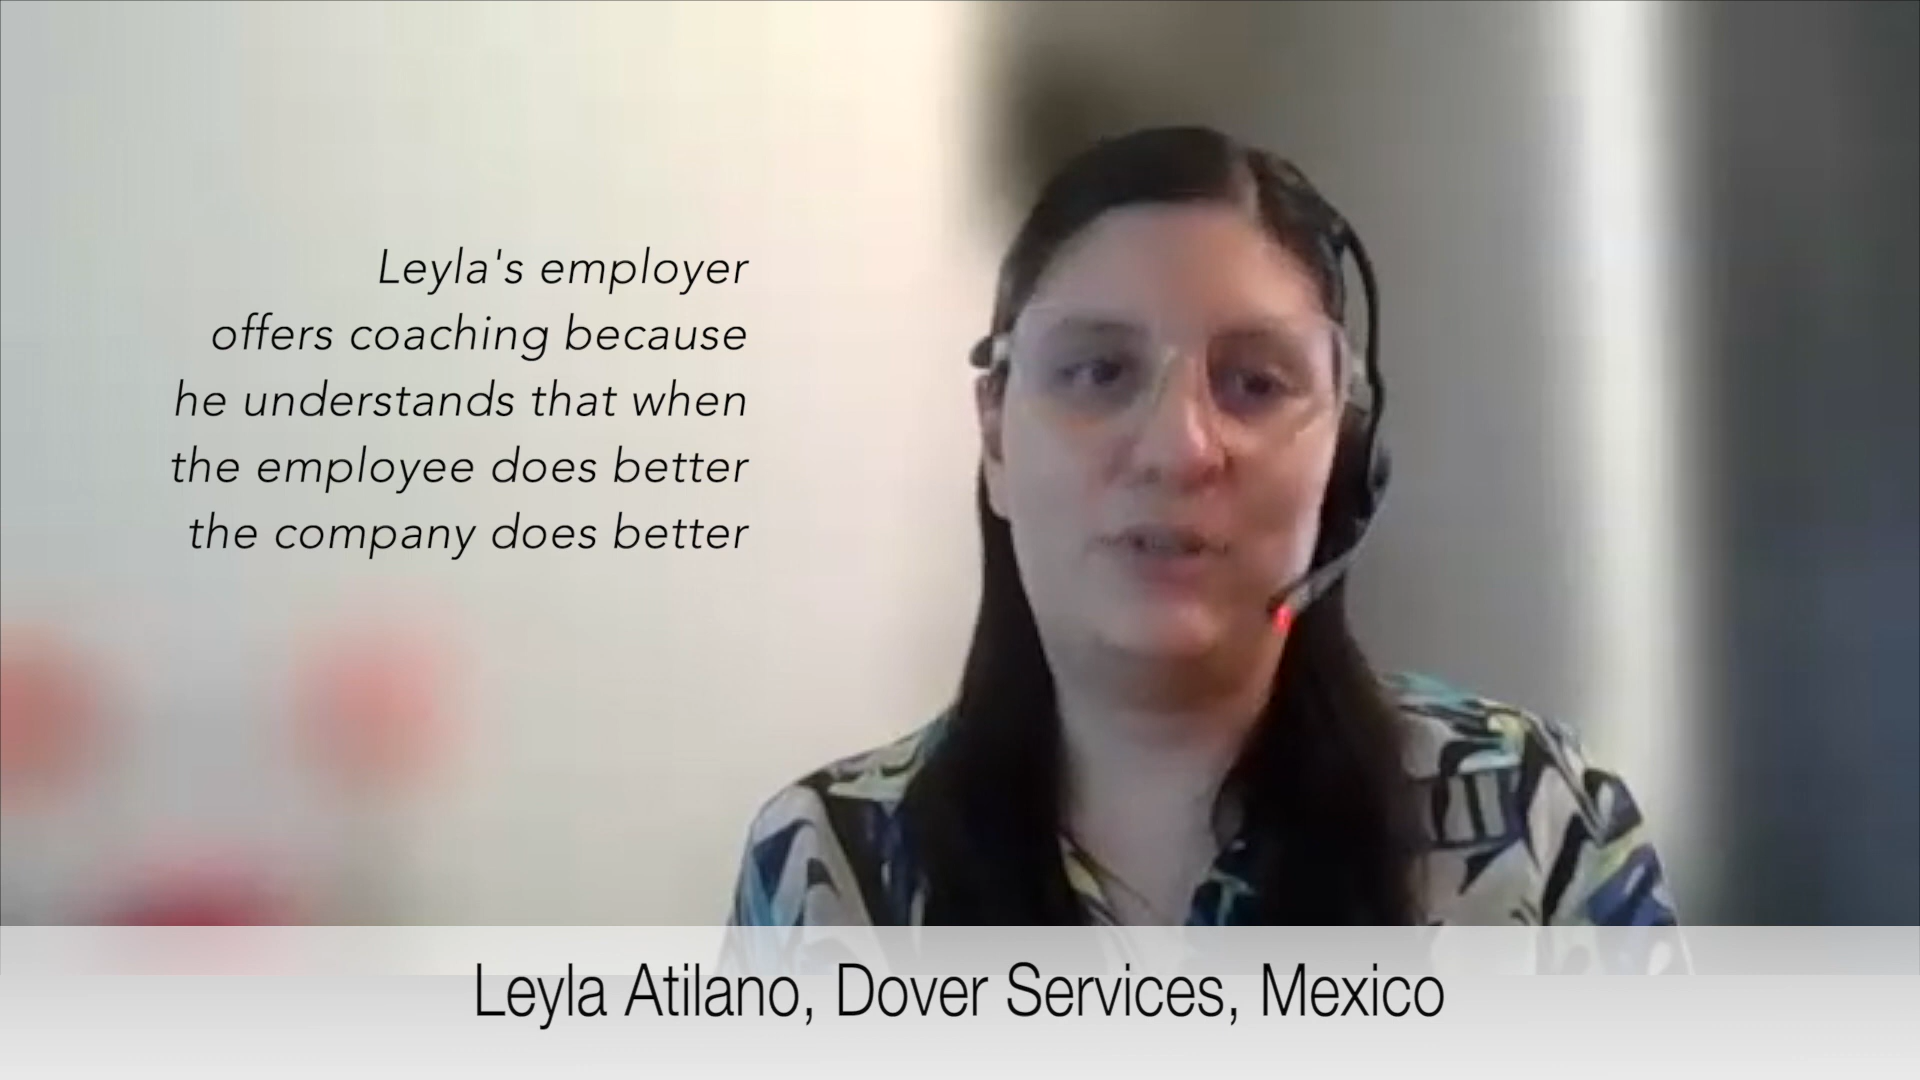 Leyla's employer
offers coaching because
he understands that when
the employee does better
the company does better
Leyla Atilano, Dover Services, Mexico